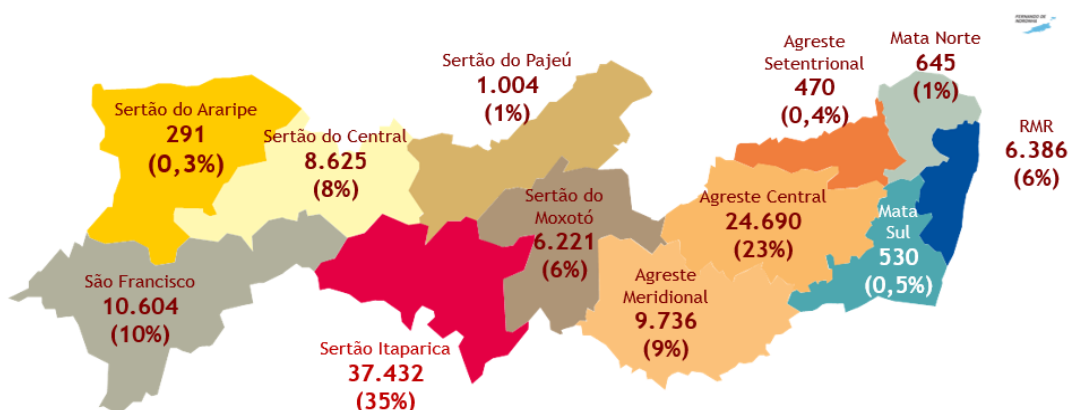 FERNANDO DE
NORONHA
Mata Norte
645
(1%)
Agreste
Setentrional
470
(0,4%)
Sertão do Pajeú
1.004
(1%)
Sertão do Araripe
291
(0,3%)
Sertão do Central
8.625
(8%)
RMR
6.386
(6%)
Sertão do
Moxotó
6.221
(6%)
Agreste Central
24.690
(23%)
Mata
Sul
530
(0,5%)
São Francisco
10.604
(10%)
Agreste
Meridional
9.736
(9%)
Sertão Itaparica
37.432
(35%)